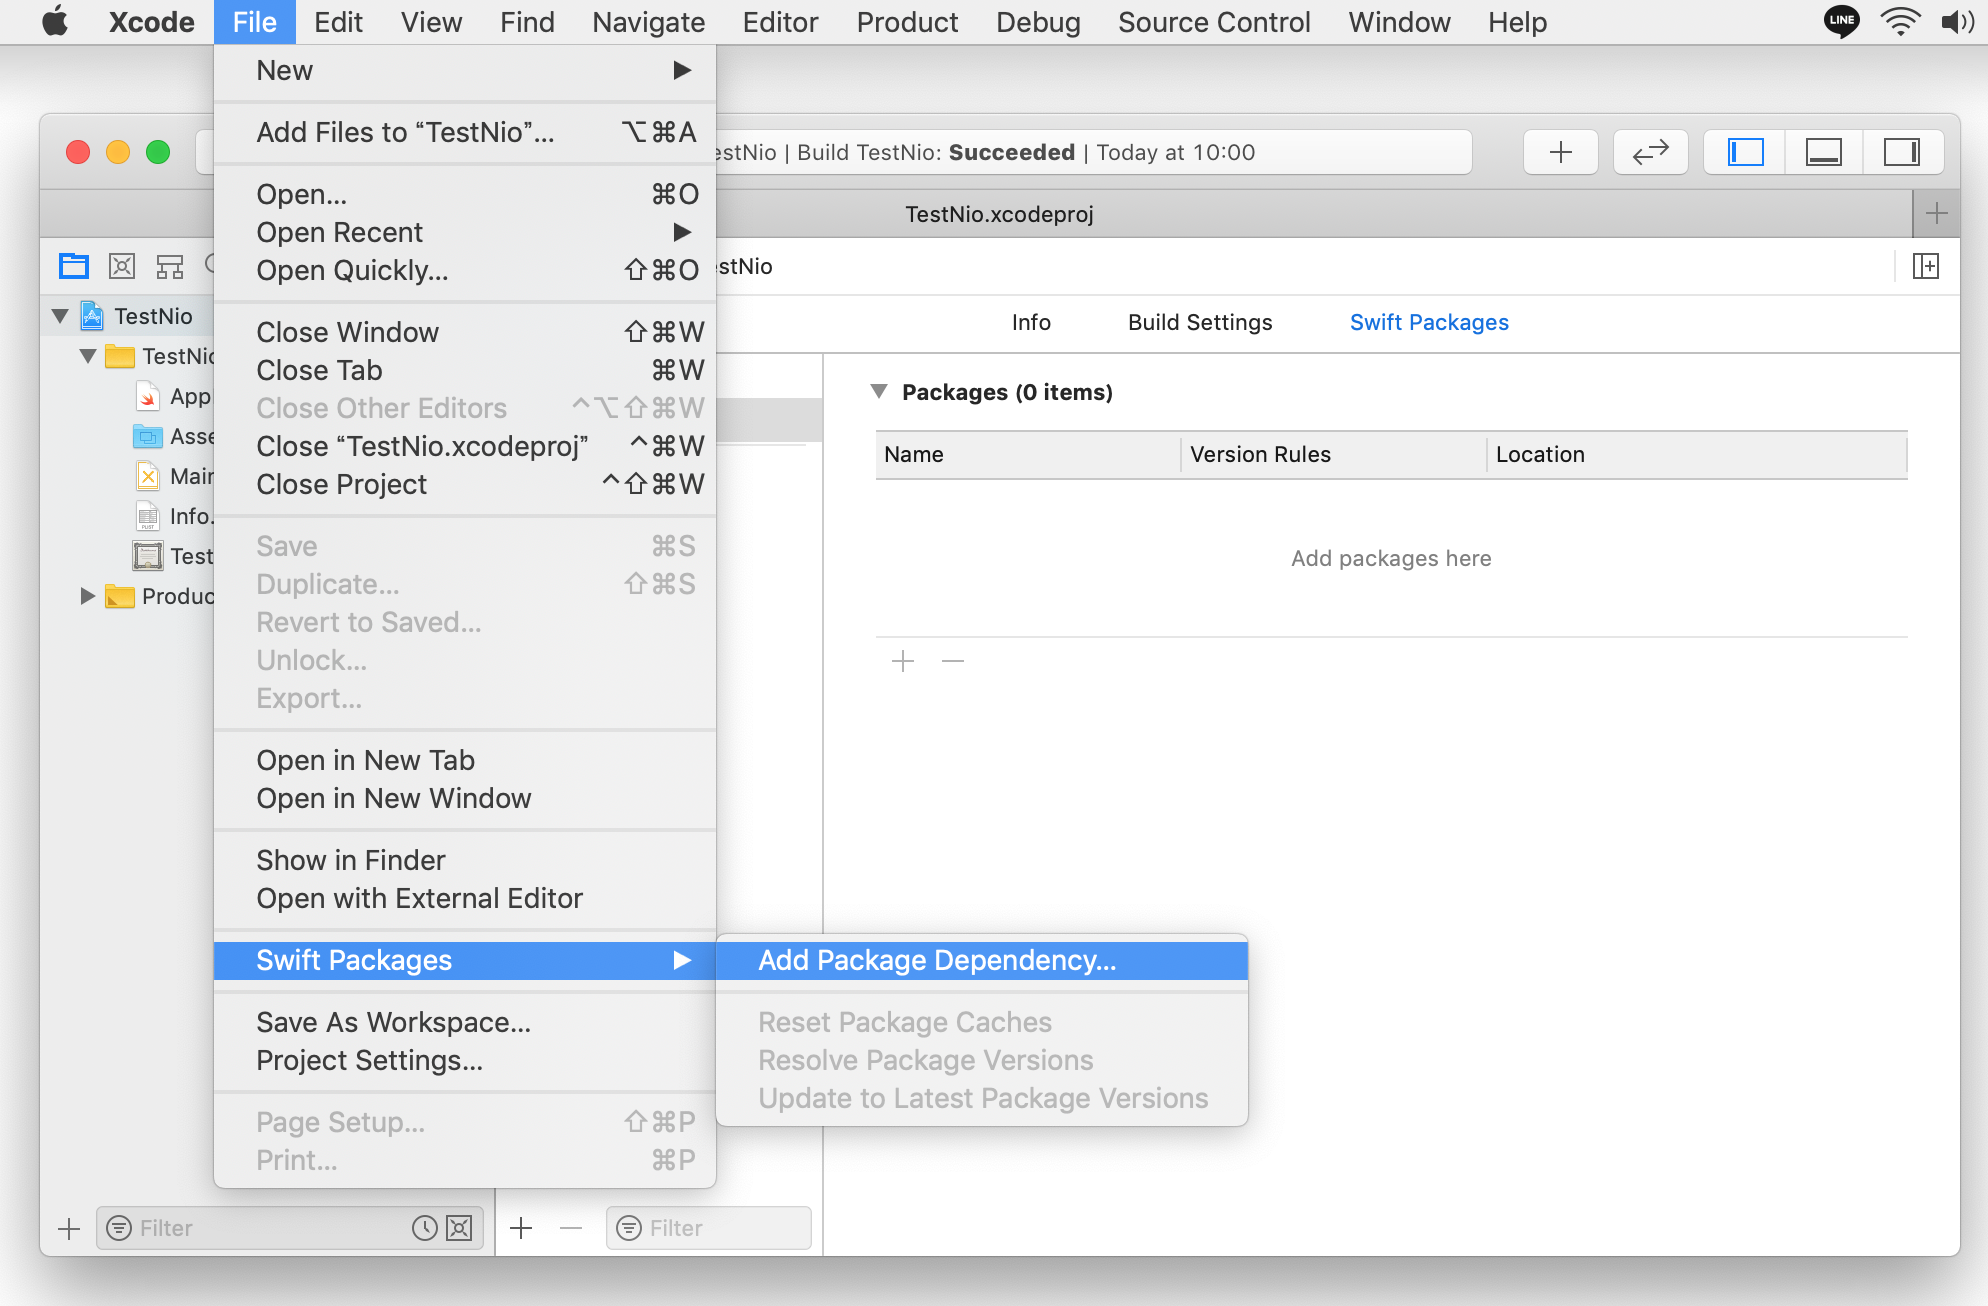 Xcode File Edit View Find Navigate Editor Product Debug Source Control Window Help LINE
New
Add Files to “TestNio”... ⌥⌘A
Open... ⌘O
Open Recent
Open Quickly... ⇧⌘O
Close Window ⇧⌘W
Close Tab ⌘W
Close Other Editors ^⌥⇧⌘W
Close “TestNio.xcodeproj” ^⌘W
Close Project ^⇧⌘W
Save ⌘S
Duplicate... ⇧⌘S
Revert to Saved...
Unlock...
Export...
Open in New Tab
Open in New Window
Show in Finder
Open with External Editor
Swift Packages
Save As Workspace...
Project Settings...
Page Setup... ⇧⌘P
Print... ⌘P
Add Package Dependency...
Reset Package Caches
Resolve Package Versions
Update to Latest Package Versions
estNio | Build TestNio: Succeeded | Today at 10:00
TestNio.xcodeproj
stNio
TestNio
TestNio
App
Asse
Main
Info.
Test
Produc
Info Build Settings Swift Packages
Packages (0 items)
Name Version Rules Location
Add packages here
Filter
Filter